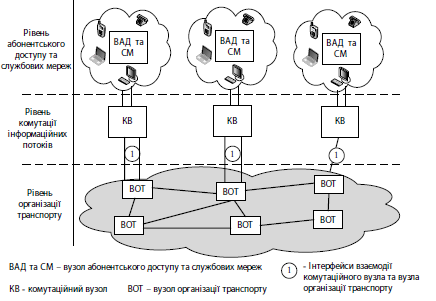 Рівень
абонентського
доступу та
службових мереж
ВАД та
СМ
ВАД та
СМ
ВАД та
СМ
Рівень
комутації
інформаційних
потоків
КВ
КВ
КВ
1
1
1
Рівень
організації
транспорту
ВОТ
ВОТ
ВОТ
ВОТ
ВОТ
ВОТ
ВАД та СМ – вузол абонентського доступу та службових мереж
КВ - комутаційний вузол
ВОТ – вузол організації транспорту
1
- Інтерфейси взаємодії
комутаційного вузла та вузла
організації транспорту